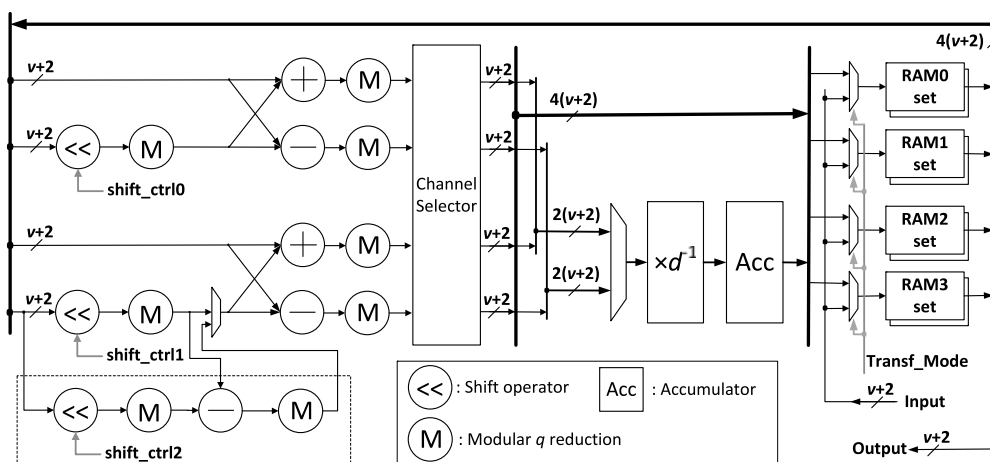 4(v+2)
v+2
+
M
v+2
<<
M
−
M
shift_ctrl0
v+2
+
M
v+2
<<
M
−
M
shift_ctrl1
<<
M
−
M
shift_ctrl2
Channel
Selector
v+2
4(v+2)
v+2
v+2
2(v+2)
2(v+2)
v+2
×d⁻¹
Acc
RAM0
set
RAM1
set
RAM2
set
RAM3
set
Transf_Mode
v+2
Input
Output
v+2
<< : Shift operator
Acc : Accumulator
M : Modular q reduction